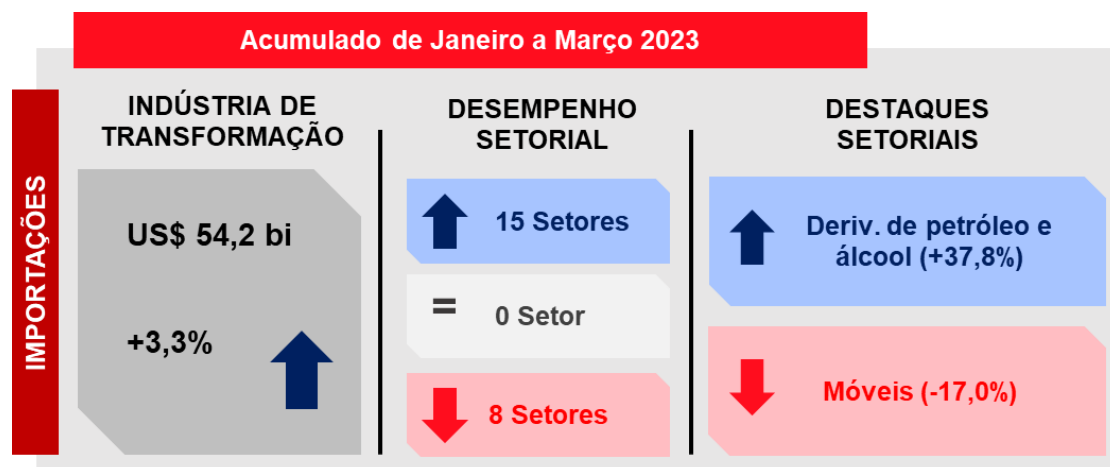 Acumulado de Janeiro a Março 2023
IMPORTAÇÕES
INDÚSTRIA DE
TRANSFORMAÇÃO
US$ 54,2 bi
+3,3%
DESEMPENHO
SETORIAL
15 Setores
=
0 Setor
8 Setores
DESTAQUES
SETORIAIS
Deriv. de petróleo e
álcool (+37,8%)
Móveis (-17,0%)